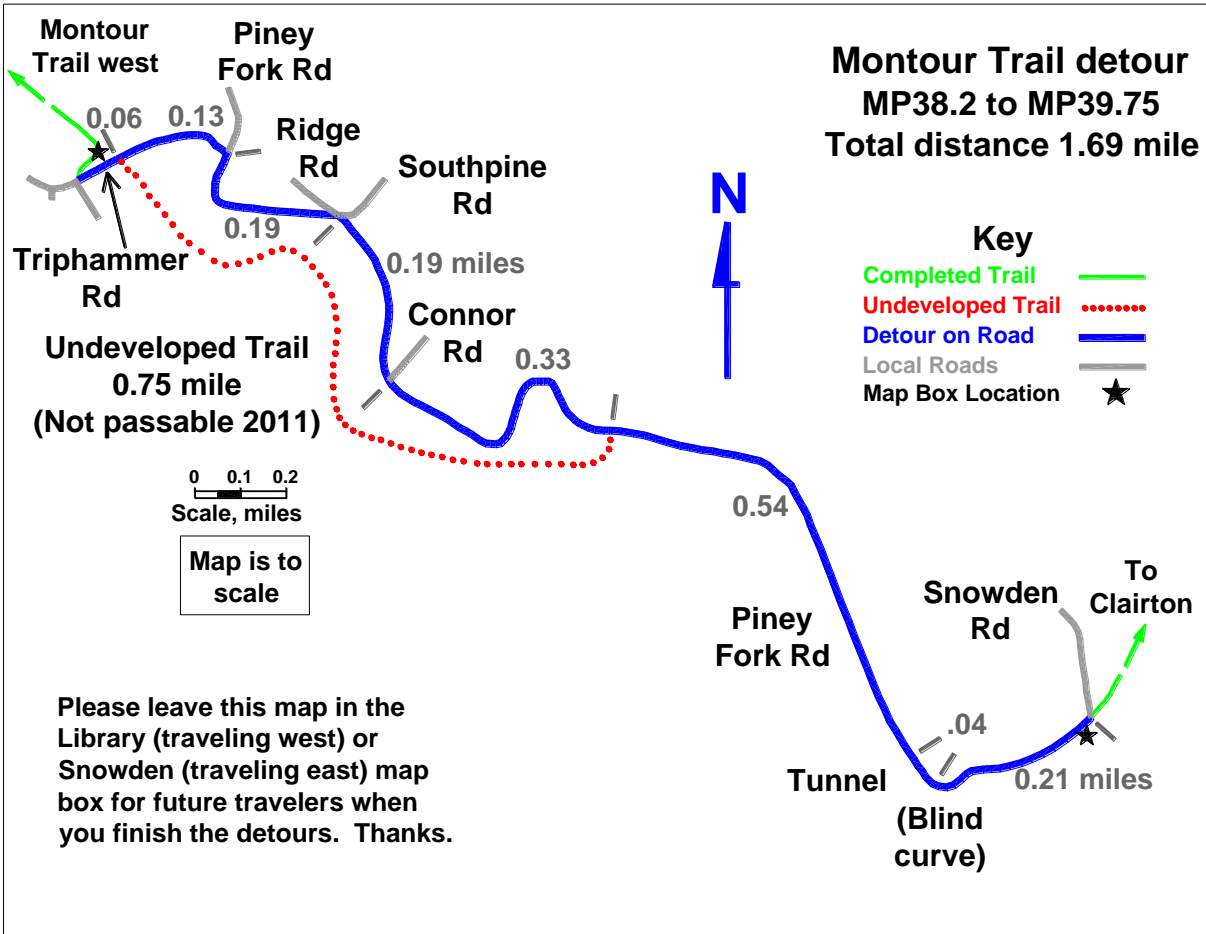 Montour Trail detour
MP38.2 to MP39.75
Total distance 1.69 mile
Montour
Trail west
Piney
Fork Rd
0.06
0.13
Ridge
Rd
Southpine
Rd
0.19
0.19 miles
Triphammer
Rd
Connor
Rd
Undeveloped Trail
0.75 mile
(Not passable 2011)
0.33
N
Key
Completed Trail
Undeveloped Trail
Detour on Road
Local Roads
Map Box Location
0 0.1 0.2
Scale, miles
Map is to
scale
0.54
Piney
Fork Rd
Snowden
Rd
To
Clairton
.04
Tunnel
0.21 miles
(Blind
curve)
Please leave this map in the
Library (traveling west) or
Snowden (traveling east) map
box for future travelers when
you finish the detours.  Thanks.